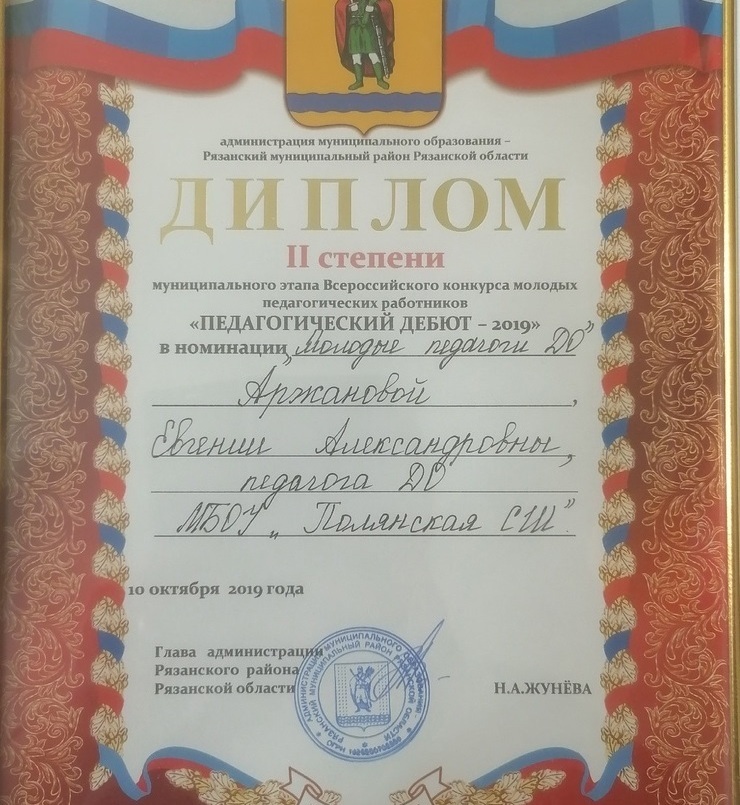 администрация муниципального образования –
Рязанский муниципальный район Рязанской области
ДИПЛОМ
II степени
муниципального этапа Всероссийского конкурса молодых
педагогических работников
«ПЕДАГОГИЧЕСКИЙ ДЕБЮТ – 2019»
в номинации „Молодые педагоги ДО"
Аржановой,
Евгении Александровны,
педагога ДО
МБОУ „Полянская СШ".
10 октября 2019 года
Глава администрации
Рязанского района
Рязанской области
Н.А.ЖУНЁВА